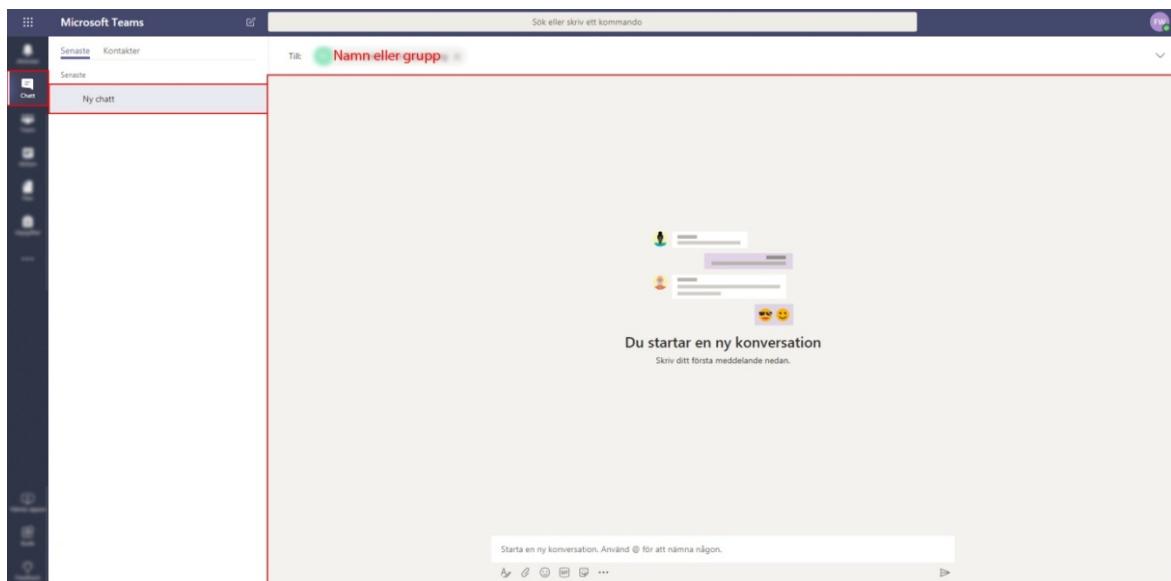 Microsoft Teams
Sök eller skriv ett kommando
FW
Senaste Kontakter
Till: Namn eller grupp
Senaste
Chatt
Ny chatt
Du startar en ny konversation
Skriv ditt första meddelande nedan.
Starta en ny konversation. Använd @ för att nämna någon.